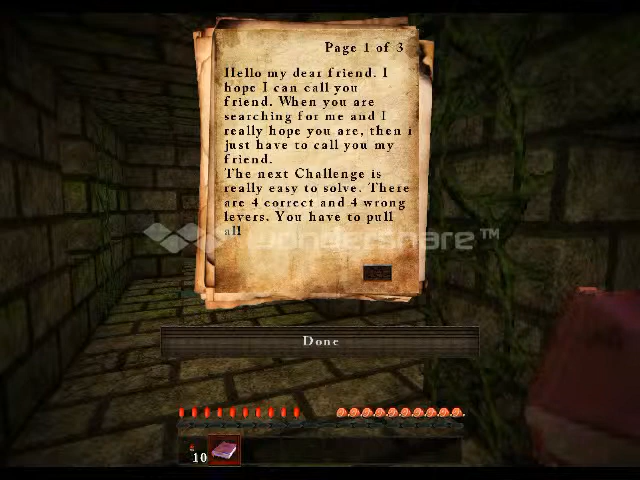 Page 1 of 3
Hello my dear friend. I
hope I can call you
friend. When you are
searching for me and I
really hope you are, then i
just have to call you my
friend.
The next Challenge is
really easy to solve. There
are 4 correct and 4 wrong
levers. You have to pull
all
wondershare™
Done
10